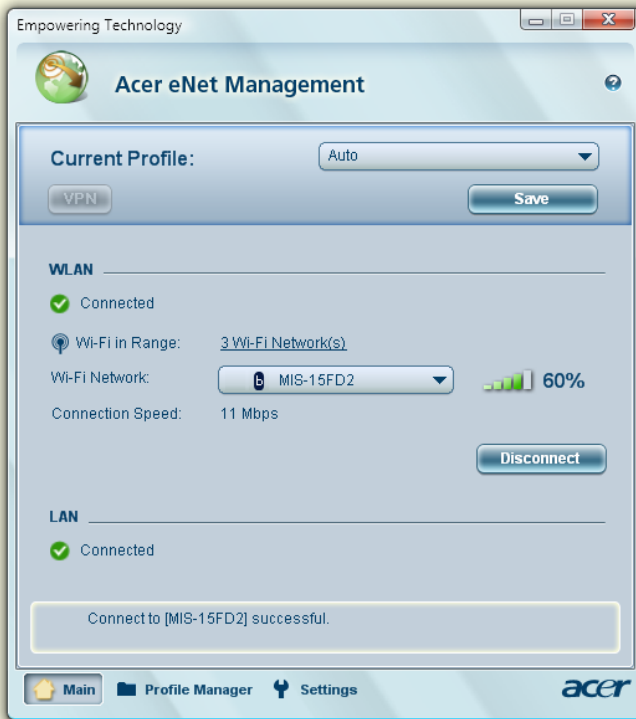 Empowering Technology
Acer eNet Management
Current Profile: Auto
VPN Save
WLAN
Connected
Wi-Fi in Range: 3 Wi-Fi Network(s)
Wi-Fi Network: b MIS-15FD2 60%
Connection Speed: 11 Mbps
Disconnect
LAN
Connected
Connect to [MIS-15FD2] successful.
Main Profile Manager Settings acer